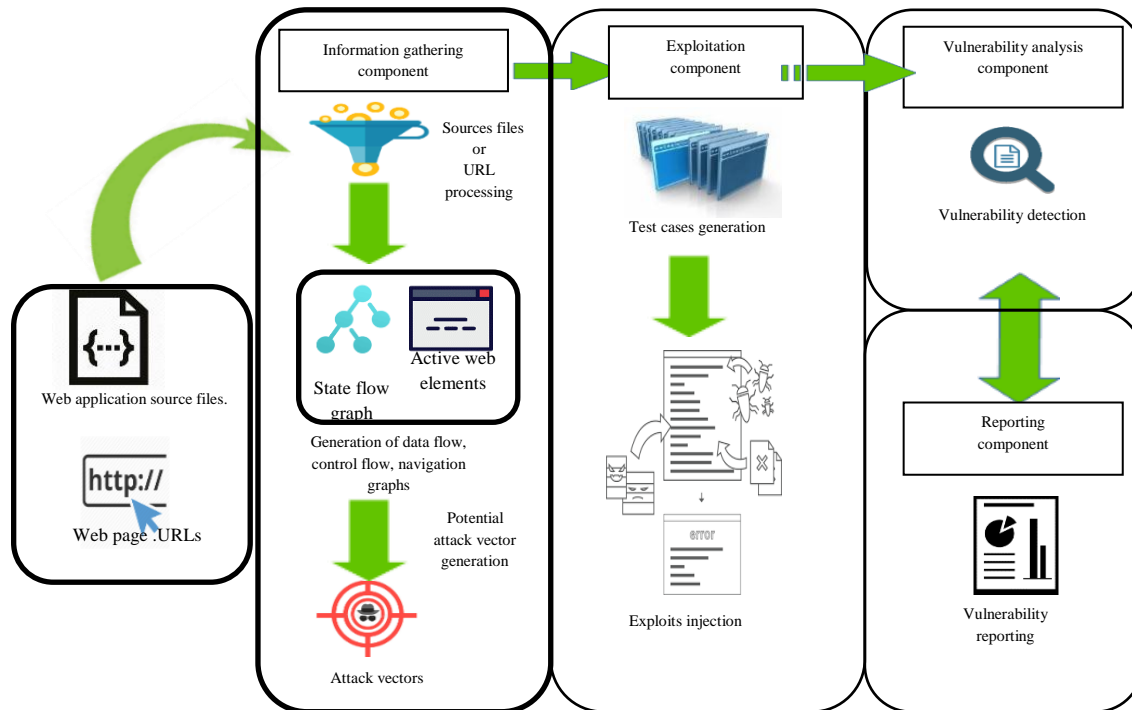 Web application source files.
http://
Web page .URLs
Information gathering
component
Sources files
or
URL
processing
State flow
graph
Active web
elements
Generation of data flow,
control flow, navigation
graphs
Potential
attack vector
generation
Attack vectors
Exploitation
component
Test cases generation
error
Exploits injection
Vulnerability analysis
component
Vulnerability detection
Reporting
component
Vulnerability
reporting